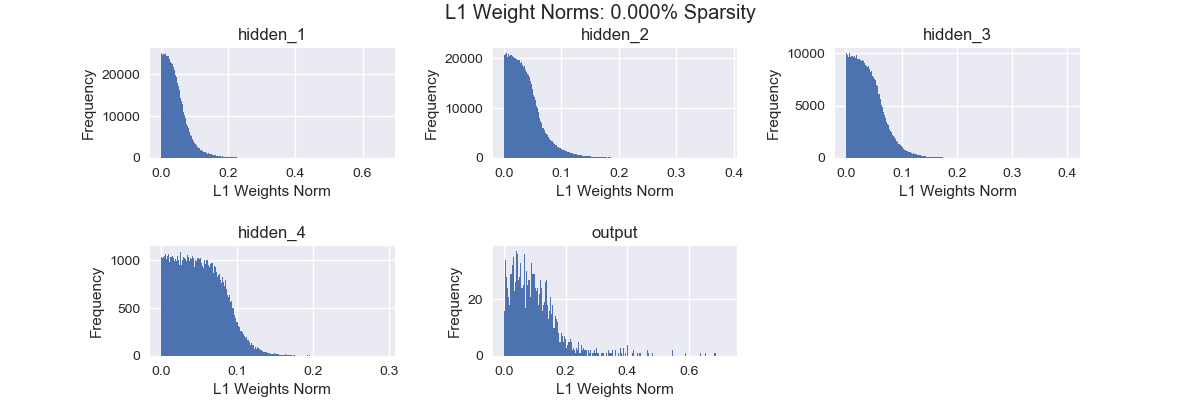 L1 Weight Norms: 0.000% Sparsity
hidden_1
Frequency
20000
10000
0
0.0 0.2 0.4 0.6
L1 Weights Norm
hidden_2
Frequency
20000
10000
0
0.0 0.1 0.2 0.3 0.4
L1 Weights Norm
hidden_3
Frequency
10000
5000
0
0.0 0.1 0.2 0.3 0.4
L1 Weights Norm
hidden_4
Frequency
1000
500
0
0.0 0.1 0.2 0.3
L1 Weights Norm
output
Frequency
20
0
0.0 0.2 0.4 0.6
L1 Weights Norm